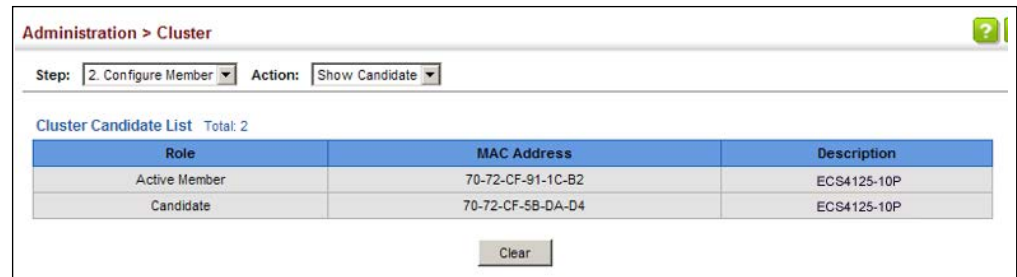 Administration > Cluster
?
Step: 2. Configure Member Action: Show Candidate
Cluster Candidate List Total: 2
Role MAC Address Description
Active Member 70-72-CF-91-1C-B2 ECS4125-10P
Candidate 70-72-CF-5B-DA-D4 ECS4125-10P
Clear